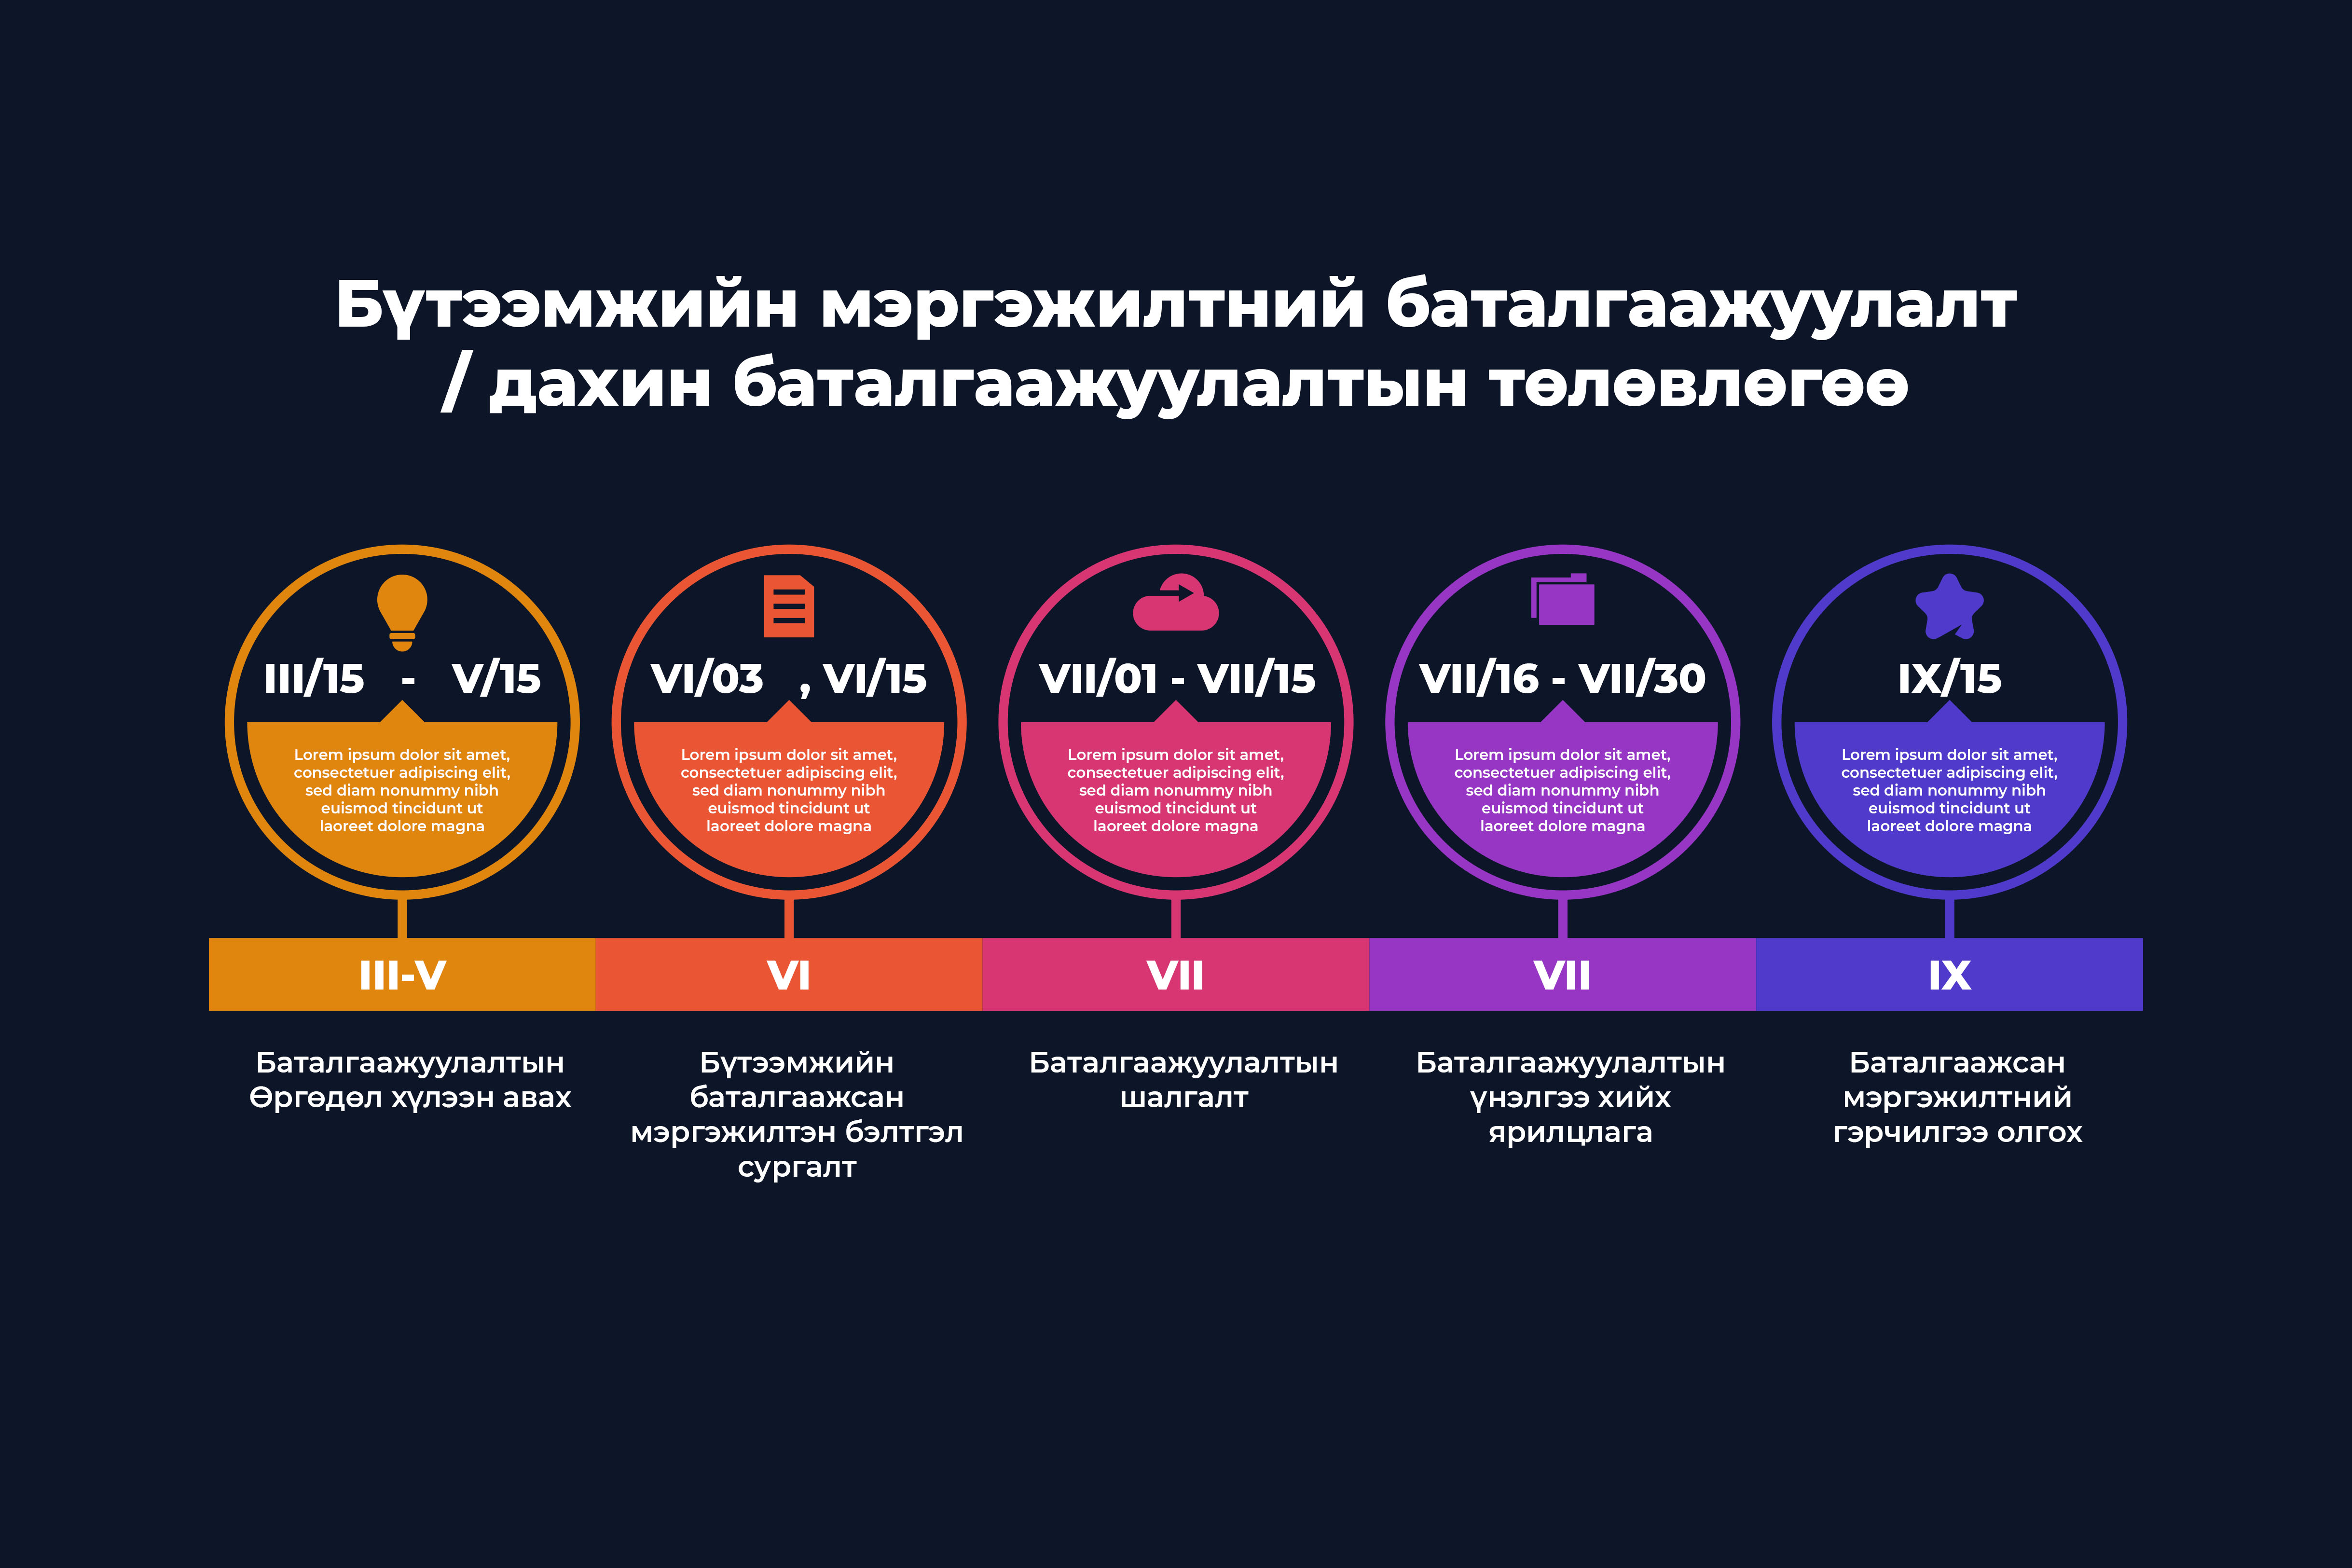 Бүтээмжийн мэргэжилтний баталгаажуулалт
/ дахин баталгаажуулалтын төлөвлөгөө
III/15 - V/15
Lorem ipsum dolor sit amet,
consectetuer adipiscing elit,
sed diam nonummy nibh
euismod tincidunt ut
laoreet dolore magna
VI/03 , VI/15
Lorem ipsum dolor sit amet,
consectetuer adipiscing elit,
sed diam nonummy nibh
euismod tincidunt ut
laoreet dolore magna
VII/01 - VII/15
Lorem ipsum dolor sit amet,
consectetuer adipiscing elit,
sed diam nonummy nibh
euismod tincidunt ut
laoreet dolore magna
VII/16 - VII/30
Lorem ipsum dolor sit amet,
consectetuer adipiscing elit,
sed diam nonummy nibh
euismod tincidunt ut
laoreet dolore magna
IX/15
Lorem ipsum dolor sit amet,
consectetuer adipiscing elit,
sed diam nonummy nibh
euismod tincidunt ut
laoreet dolore magna
III-V
VI
VII
VII
IX
Баталгаажуулалтын
Өргөдөл хүлээн авах
Бүтээмжийн
баталгаажсан
мэргэжилтэн бэлтгэл
сургалт
Баталгаажуулалтын
шалгалт
Баталгаажуулалтын
үнэлгээ хийх
ярилцлага
Баталгаажсан
мэргэжилтний
гэрчилгээ олгох